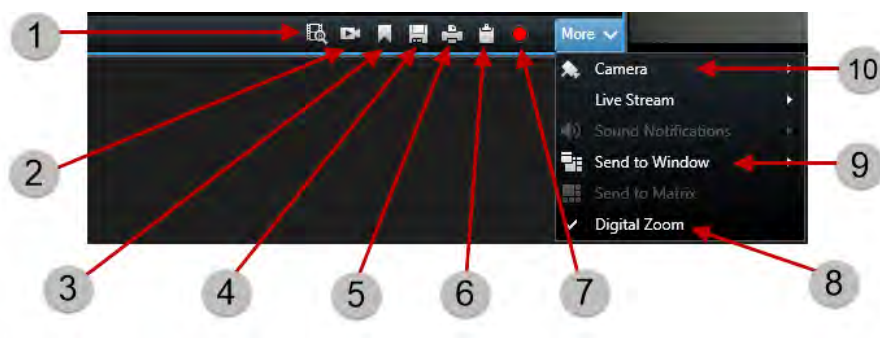 1
More
Camera
10
Live Stream
Sound Notifications
2
Send to Window
9
Send to Matrix
Digital Zoom
3
4
5
6
7
8